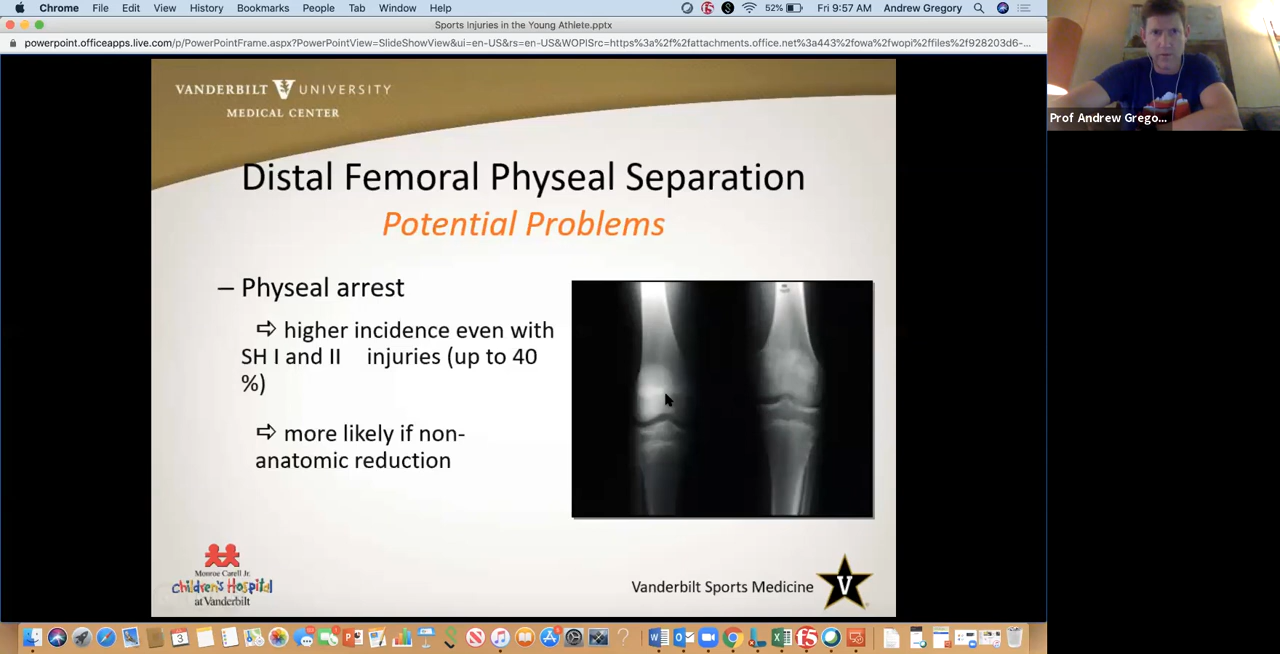 Chrome File Edit View History Bookmarks People Tab Window Help 52% Fri 9:57 AM Andrew Gregory
Sports Injuries in the Young Athlete.pptx
powerpoint.officeapps.live.com/p/PowerPointFrame.aspx?PowerPointView=SlideShowView&ui=en-US&rs=en-US&WOPISrc=https%3a%2f%2fattachments.office.net%3a443%2fowa%2fwopi%2ffiles%2f928203d6-...
VANDERBILT V UNIVERSITY
MEDICAL CENTER
Prof Andrew Grego...
Distal Femoral Physeal Separation
Potential Problems
– Physeal arrest
⇨ higher incidence even with
SH I and II injuries (up to 40
%)
⇨ more likely if non-
anatomic reduction
Monroe Carell Jr.
Children's Hospital
at Vanderbilt
Vanderbilt Sports Medicine V